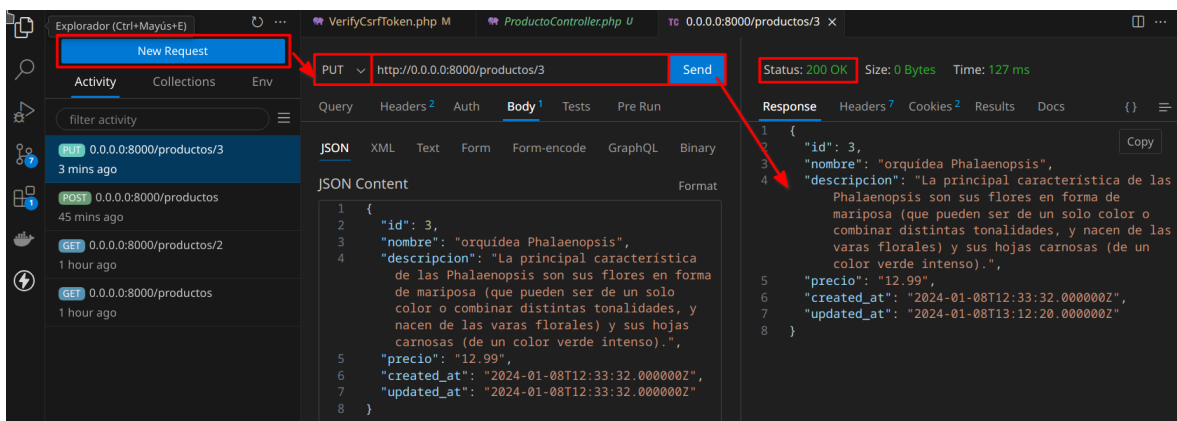 Explorador (Ctrl+Mayús+E)
New Request
Activity Collections Env
filter activity
PUT 0.0.0.0:8000/productos/3
3 mins ago
POST 0.0.0.0:8000/productos
45 mins ago
GET 0.0.0.0:8000/productos/2
1 hour ago
GET 0.0.0.0:8000/productos
1 hour ago
7
1
VerifyCsrfToken.php M ProductoController.php U TC 0.0.0.0:8000/productos/3
PUT http://0.0.0.0:8000/productos/3 Send
Query Headers 2 Auth Body 1 Tests Pre Run
JSON XML Text Form Form-encode GraphQL Binary
JSON Content Format
1 {
2 "id": 3,
3 "nombre": "orquídea Phalaenopsis",
4 "descripcion": "La principal característica
de las Phalaenopsis son sus flores en forma
de mariposa (que pueden ser de un solo
color o combinar distintas tonalidades, y
nacen de las varas florales) y sus hojas
carnosas (de un color verde intenso).",
5 "precio": "12.99",
6 "created_at": "2024-01-08T12:33:32.000000Z",
7 "updated_at": "2024-01-08T12:33:32.000000Z"
8 }
Status: 200 OK Size: 0 Bytes Time: 127 ms
Response Headers 7 Cookies 2 Results Docs {}
Copy
1 {
2 "id": 3,
3 "nombre": "orquídea Phalaenopsis",
4 "descripcion": "La principal característica de las
Phalaenopsis son sus flores en forma de
mariposa (que pueden ser de un solo color o
combinar distintas tonalidades, y nacen de las
varas florales) y sus hojas carnosas (de un
color verde intenso).",
5 "precio": "12.99",
6 "created_at": "2024-01-08T12:33:32.000000Z",
7 "updated_at": "2024-01-08T13:12:20.000000Z"
8 }